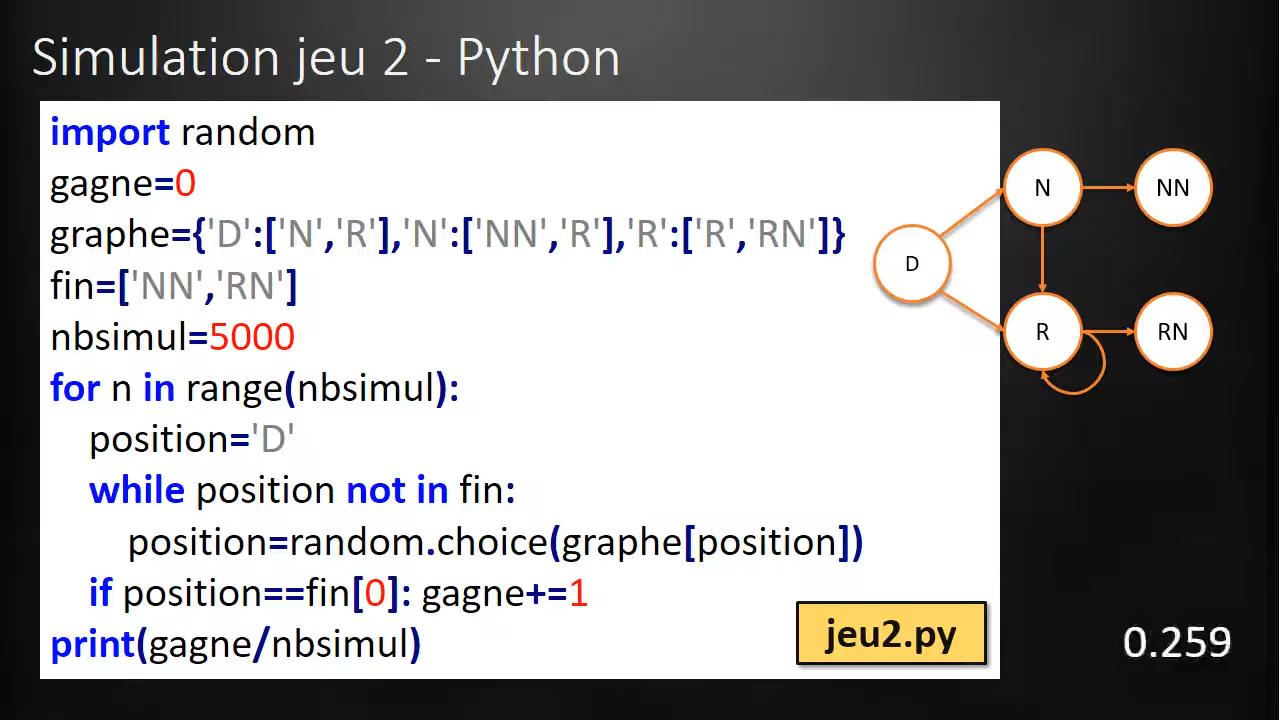 Simulation jeu 2 - Python
import random
gagne=0
graphe={'D':['N','R'],'N':['NN','R'],'R':['R','RN']}
fin=['NN','RN']
nbsimul=5000
for n in range(nbsimul):
    position='D'
    while position not in fin:
        position=random.choice(graphe[position])
    if position==fin[0]: gagne+=1
print(gagne/nbsimul)
jeu2.py
N
NN
D
R
RN
0.259